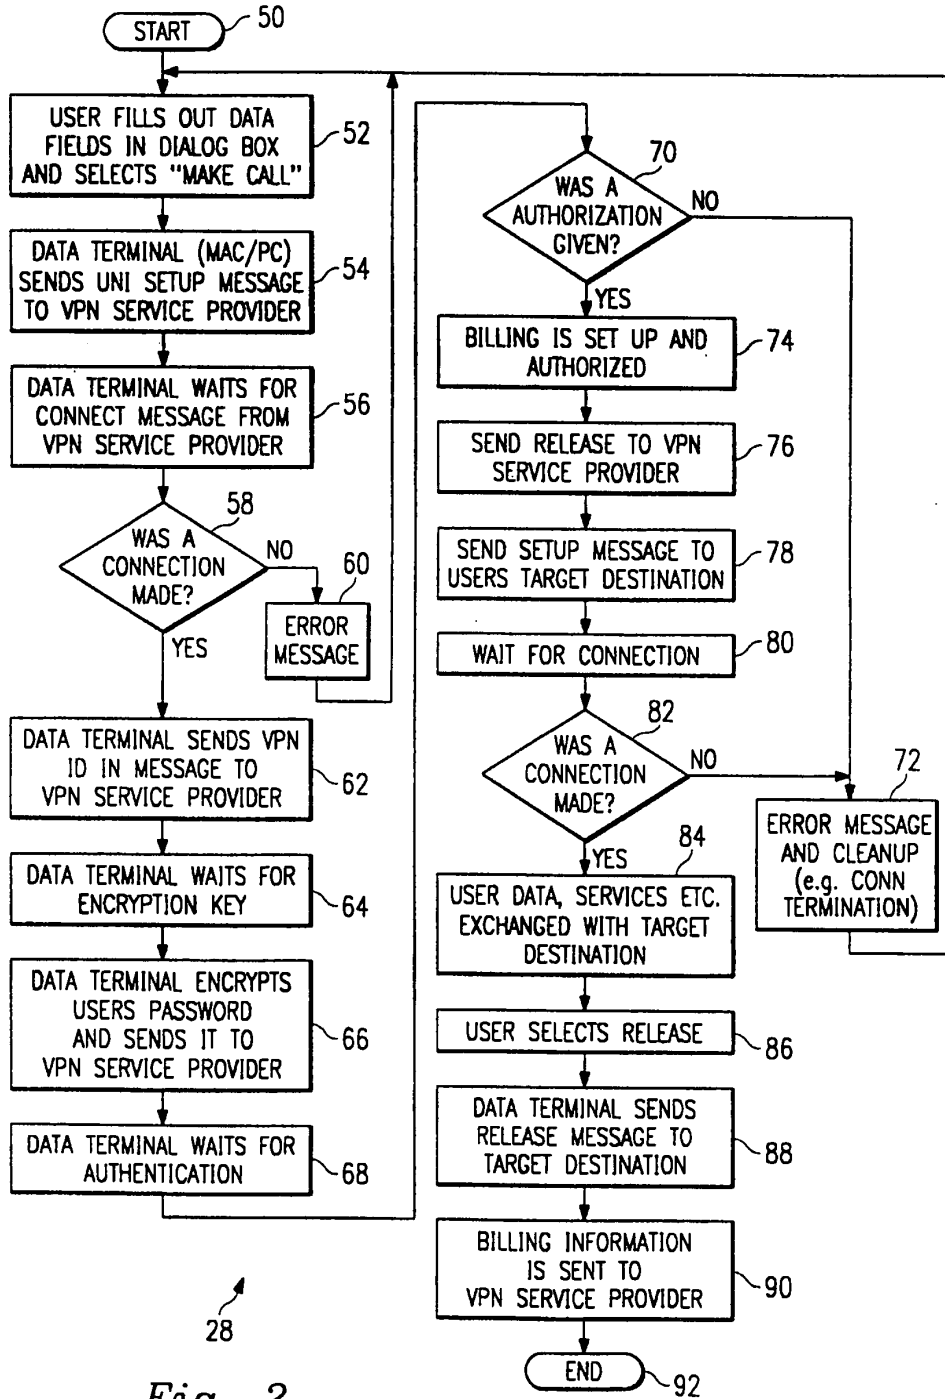 START
50
USER FILLS OUT DATA
FIELDS IN DIALOG BOX
AND SELECTS "MAKE CALL"
52
DATA TERMINAL (MAC/PC)
SENDS UNI SETUP MESSAGE
TO VPN SERVICE PROVIDER
54
DATA TERMINAL WAITS FOR
CONNECT MESSAGE FROM
VPN SERVICE PROVIDER
56
WAS A
CONNECTION
MADE?
58
NO
YES
60
ERROR
MESSAGE
DATA TERMINAL SENDS VPN
ID IN MESSAGE TO
VPN SERVICE PROVIDER
62
DATA TERMINAL WAITS FOR
ENCRYPTION KEY
64
DATA TERMINAL ENCRYPTS
USERS PASSWORD
AND SENDS IT TO
VPN SERVICE PROVIDER
66
DATA TERMINAL WAITS FOR
AUTHENTICATION
68
WAS A
AUTHORIZATION
GIVEN?
70
NO
YES
BILLING IS SET UP AND
AUTHORIZED
74
SEND RELEASE TO VPN
SERVICE PROVIDER
76
SEND SETUP MESSAGE TO
USERS TARGET DESTINATION
78
WAIT FOR CONNECTION
80
WAS A
CONNECTION
MADE?
82
NO
YES
72
ERROR MESSAGE
AND CLEANUP
(e.g. CONN
TERMINATION)
USER DATA, SERVICES ETC.
EXCHANGED WITH TARGET
DESTINATION
84
USER SELECTS RELEASE
86
DATA TERMINAL SENDS
RELEASE MESSAGE TO
TARGET DESTINATION
88
BILLING INFORMATION
IS SENT TO
VPN SERVICE PROVIDER
90
END
92
28
Fig. 2